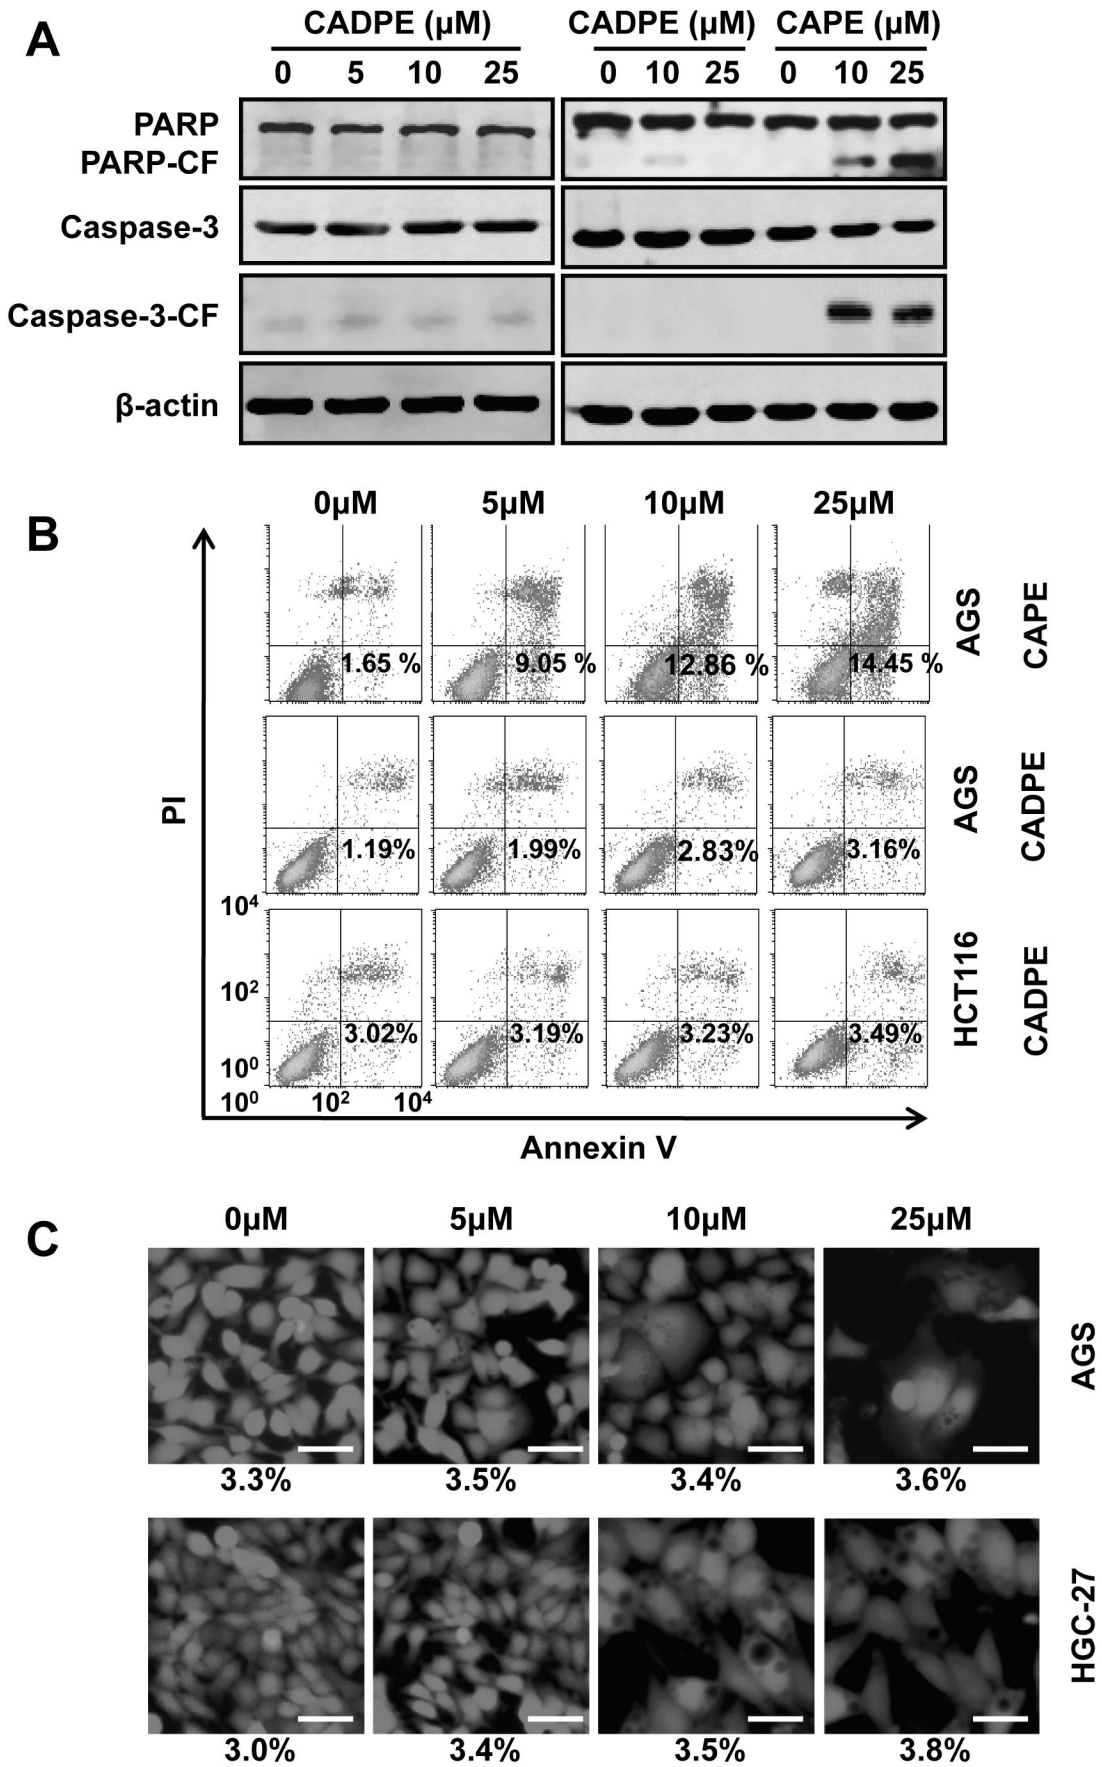 A
CADPE (µM) CADPE (µM) CAPE (µM)
0 5 10 25 0 10 25 0 10 25
PARP
PARP-CF
Caspase-3
Caspase-3-CF
β-actin
B
0µM 5µM 10µM 25µM
1.65 % 9.05 % 12.86 % 14.45 %
AGS
CAPE
PI
1.19% 1.99% 2.83% 3.16%
AGS
CADPE
10⁴
10²
10⁰
3.02% 3.19% 3.23% 3.49%
HCT116
CADPE
10⁰ 10² 10⁴
Annexin V
C
0µM 5µM 10µM 25µM
AGS
3.3% 3.5% 3.4% 3.6%
HGC-27
3.0% 3.4% 3.5% 3.8%